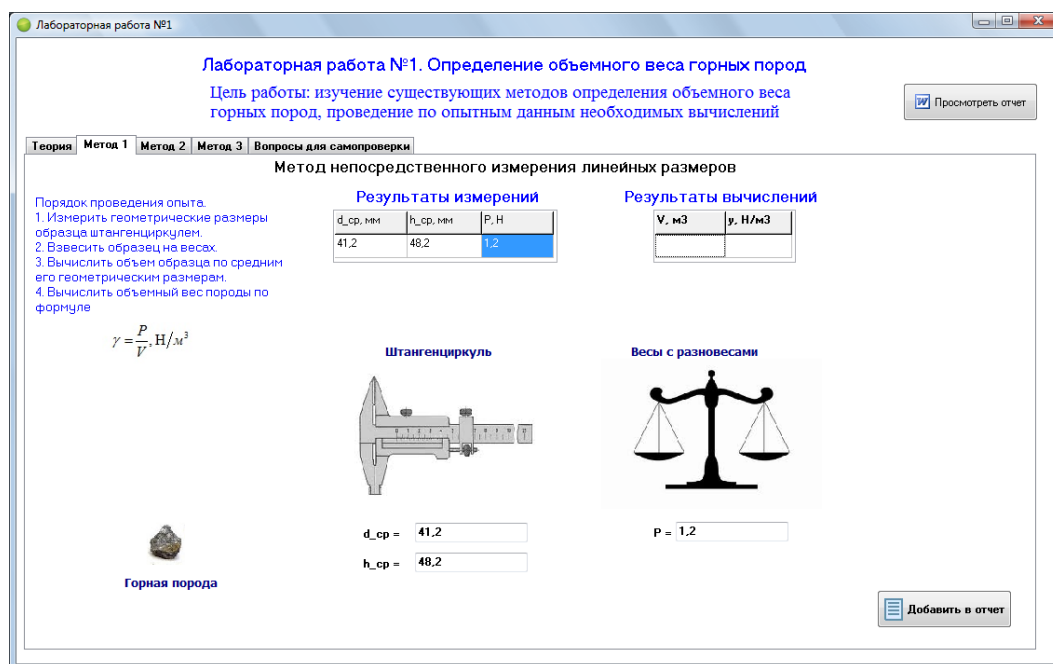 Лабораторная работа №1
Лабораторная работа №1. Определение объемного веса горных пород
Цель работы: изучение существующих методов определения объемного веса
горных пород, проведение по опытным данным необходимых вычислений
Просмотреть отчет
Теория Метод 1 Метод 2 Метод 3 Вопросы для самопроверки
Метод непосредственного измерения линейных размеров
Порядок проведения опыта.
1. Измерить геометрические размеры
образца штангенциркулем.
2. Взвесить образец на весах.
3. Вычислить объем образца по средним
его геометрическим размерам.
4. Вычислить объемный вес породы по
формуле
γ = P/V, Н/м³
Результаты измерений
d_ср, мм h_ср, мм P, Н
41,2 48,2 1,2
Результаты вычислений
V, м3 y, Н/м3
Штангенциркуль
Весы с разновесами
d_ср = 41,2
h_ср = 48,2
P = 1,2
Горная порода
Добавить в отчет